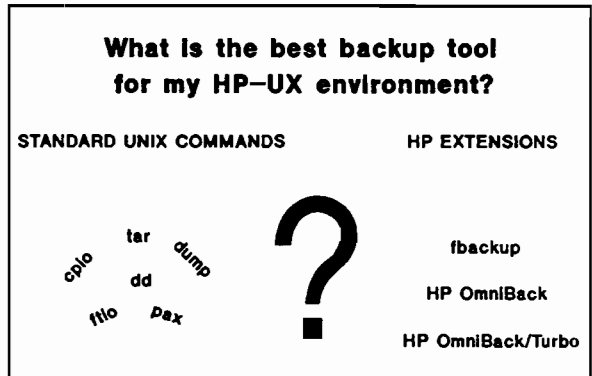 What is the best backup tool
for my HP-UX environment?
STANDARD UNIX COMMANDS
HP EXTENSIONS
tar
cpio
dump
dd
ftio
pax
fbackup
HP OmniBack
HP OmniBack/Turbo
?